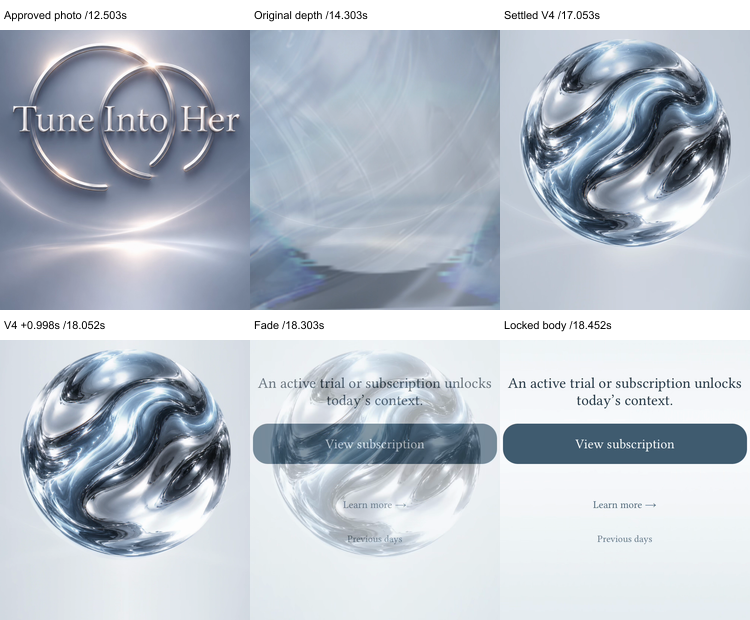 Approved photo /12.503s
Original depth /14.303s
Settled V4 /17.053s
Tune Into Her
V4 +0.998s /18.052s
Fade /18.303s
Locked body /18.452s
An active trial or subscription unlocks
today’s context.
View subscription
Learn more →
Previous days
An active trial or subscription unlocks
today’s context.
View subscription
Learn more →
Previous days